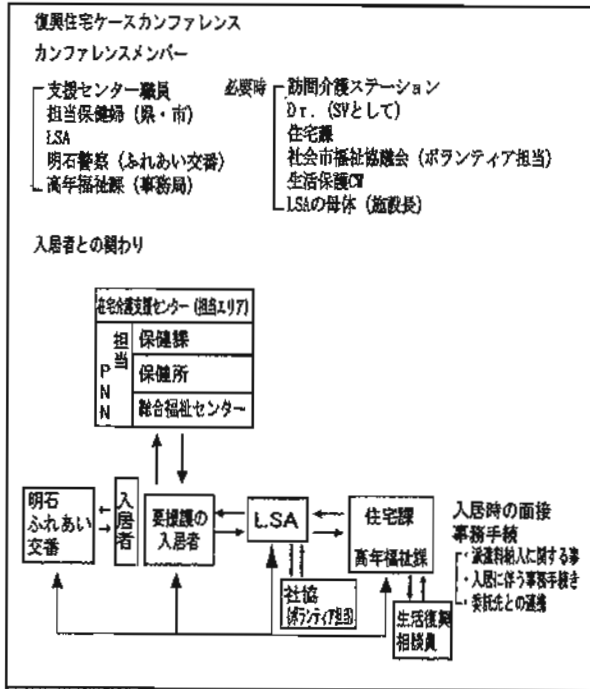 復興住宅ケースカンファレンス
カンファレンスメンバー
支援センター職員
担当保健婦（県・市）
LSA
明石警察（ふれあい交番）
高年福祉課（事務局）
必要時
訪問介護ステーション
Dr.（SVとして）
住宅課
社会市福祉協議会（ボランティア担当）
生活保護CW
LSAの母体（施設長）
入居者との関わり
在宅介護支援センター（担当エリア）
担当
PNN
保健課
保健所
総合福祉センター
明石
ふれあい
交番
入居者
要援護の
入居者
LSA
住宅課
高年福祉課
社協
（ボランティア担当）
生活復興
相談員
入居時の面接
事務手続
・派遣料納入に関する事
・入居に伴う事務手続き
・委託先との連携